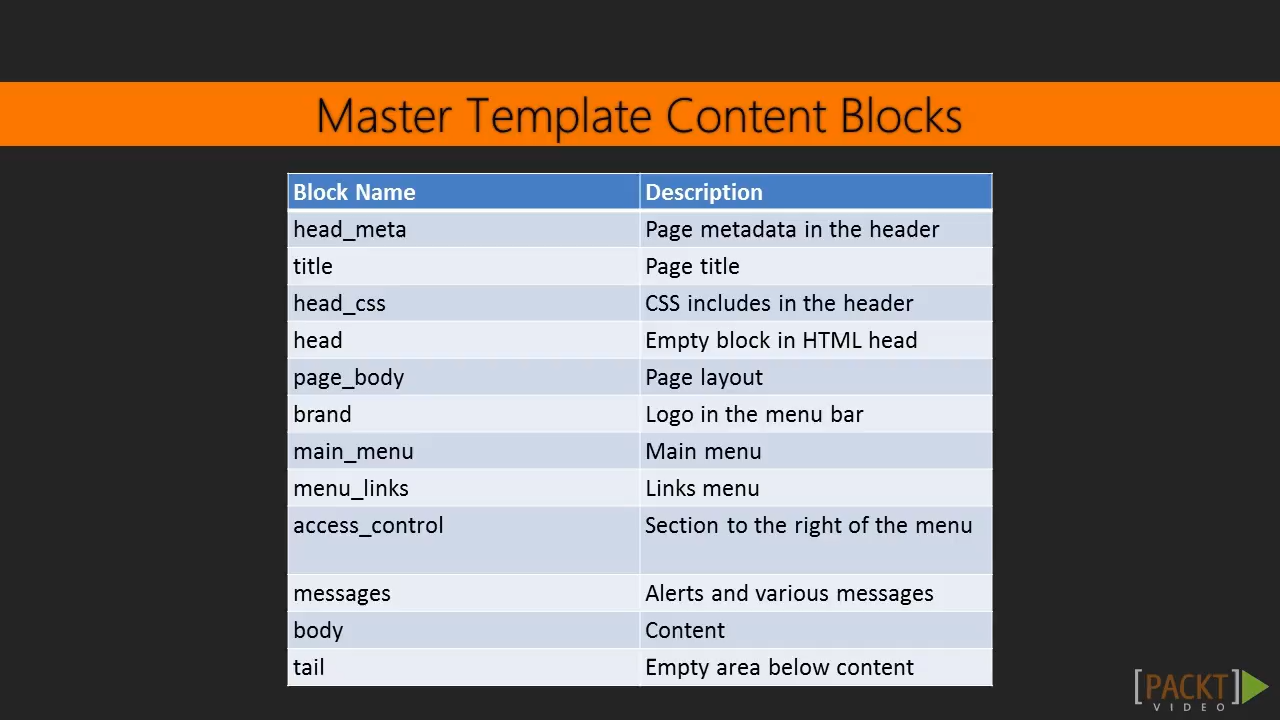 Master Template Content Blocks
Block Name Description
head_meta Page metadata in the header
title Page title
head_css CSS includes in the header
head Empty block in HTML head
page_body Page layout
brand Logo in the menu bar
main_menu Main menu
menu_links Links menu
access_control Section to the right of the menu
messages Alerts and various messages
body Content
tail Empty area below content
[PACKT]
VIDEO